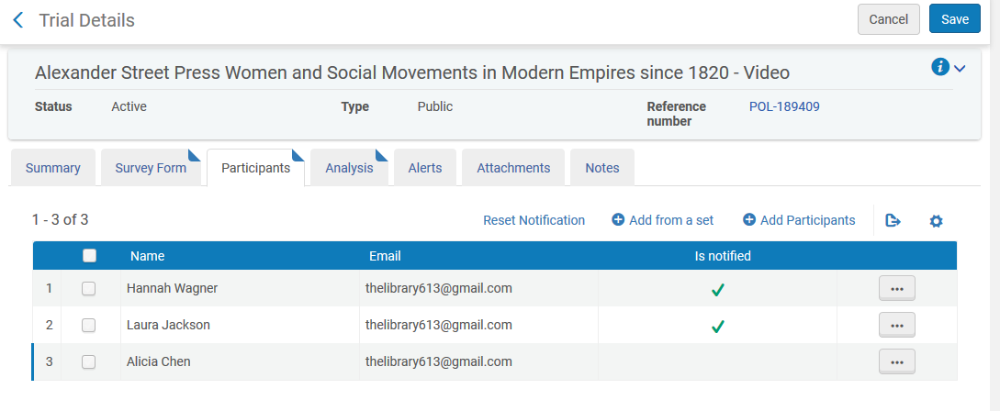 Trial Details
Cancel
Save
Alexander Street Press Women and Social Movements in Modern Empires since 1820 - Video
Status Active Type Public Reference number POL-189409
Summary Survey Form Participants Analysis Alerts Attachments Notes
1 - 3 of 3 Reset Notification Add from a set Add Participants
Name Email Is notified
1 Hannah Wagner thelibrary613@gmail.com
2 Laura Jackson thelibrary613@gmail.com
3 Alicia Chen thelibrary613@gmail.com